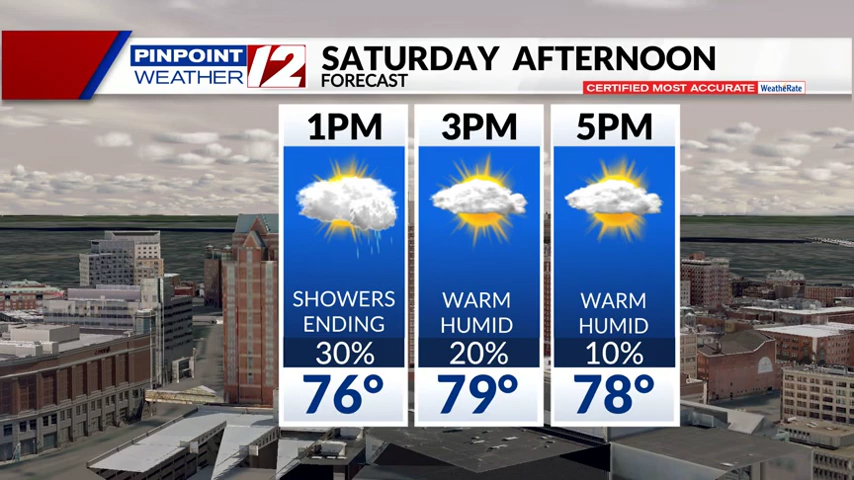 PINPOINT
WEATHER 12
SATURDAY AFTERNOON
FORECAST
CERTIFIED MOST ACCURATE WeatheRate
1PM
SHOWERS
ENDING
30%
76°
3PM
WARM
HUMID
20%
79°
5PM
WARM
HUMID
10%
78°